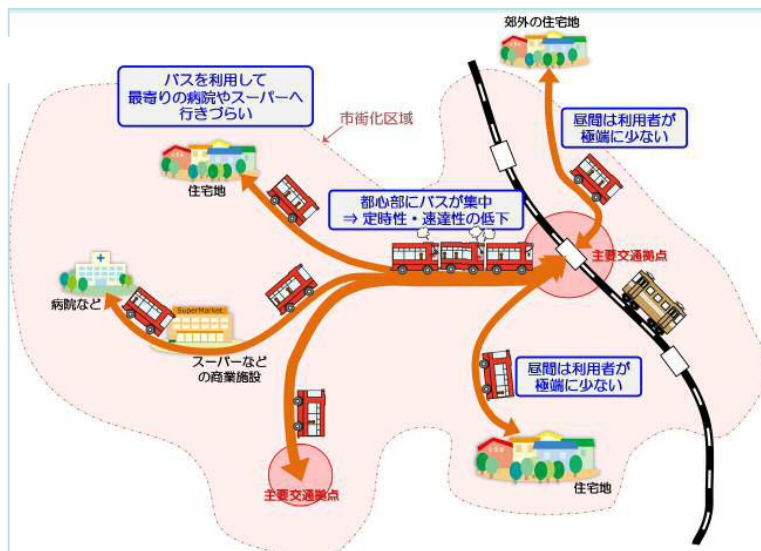 郊外の住宅地
バスを利用して
最寄りの病院やスーパーへ
行きづらい
市街化区域
昼間は利用者が
極端に少ない
住宅地
都心部にバスが集中
⇒ 定時性・速達性の低下
主要交通拠点
病院など
SuperMarket
スーパーなど
の商業施設
昼間は利用者が
極端に少ない
主要交通拠点
住宅地